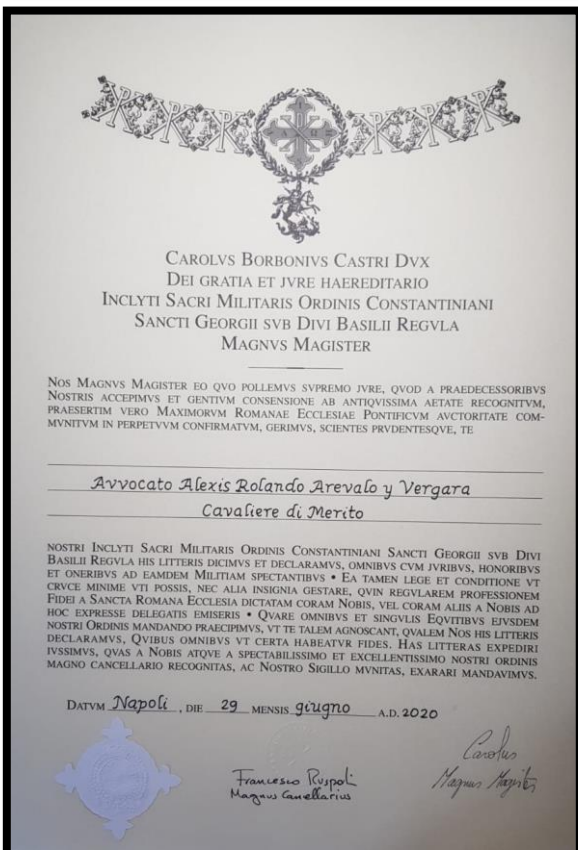 CAROLVS BORBONIVS CASTRI DVX
DEI GRATIA ET JVRE HAEREDITARIO
INCLYTI SACRI MILITARIS ORDINIS CONSTANTINIANI
SANCTI GEORGII SVB DIVI BASILII REGVLA
MAGNVS MAGISTER
NOS MAGNVS MAGISTER EO QVO POLLEMVS SVPREMO JVRE, QVOD A PRAEDECESSORIBVS
NOSTRIS ACCEPIMVS ET GENTIVM CONSENSIONE AB ANTIQVISSIMA AETATE RECOGNITVM,
PRAESERTIM VERO MAXIMORVM ROMANAE ECCLESIAE PONTIFICVM AVCTORITATE COM-
MVNITVM IN PERPETVVM CONFIRMATVM, GERIMVS, SCIENTES PRVDENTESQVE, TE
Avvocato Alexis Rolando Arevalo y Vergara
Cavaliere di Merito
NOSTRI INCLYTI SACRI MILITARIS ORDINIS CONSTANTINIANI SANCTI GEORGII SVB DIVI
BASILII REGVLA HIS LITTERIS DICIMVS ET DECLARAMVS, OMNIBVS CVM JVRIBVS, HONORIBVS
ET ONERIBVS AD EAMDEM MILITIAM SPECTANTIBVS • EA TAMEN LEGE ET CONDITIONE VT
CRVCE MINIME VTI POSSIS, NEC ALIA INSIGNIA GESTARE, QVIN REGVLAREM PROFESSIONEM
FIDEI A SANCTA ROMANA ECCLESIA DICTATAM CORAM NOBIS, VEL CORAM ALIIS A NOBIS AD
HOC EXPRESSE DELEGATIS EMISERIS • QVARE OMNIBVS ET SINGVLIS EQVITIBVS EJVSDEM
NOSTRI ORDINIS MANDANDO PRAECIPIMVS, VT TE TALEM AGNOSCANT, QVALEM NOS HIS LITTERIS
DECLARAMVS, QVIBVS OMNIBVS VT CERTA HABEATVR FIDES. HAS LITTERAS EXPEDIRI
IVSSIMVS, QVAS A NOBIS ATQVE A SPECTABILISSIMO ET EXCELLENTISSIMO NOSTRI ORDINIS
MAGNO CANCELLARIO RECOGNITAS, AC NOSTRO SIGILLO MVNITAS, EXARARI MANDAVIMVS.
DATVM Napoli, DIE 29 MENSIS giugno A.D. 2020
Francesco Ruspoli
Magnus Cancellarius
Carolus
Magnus Magister